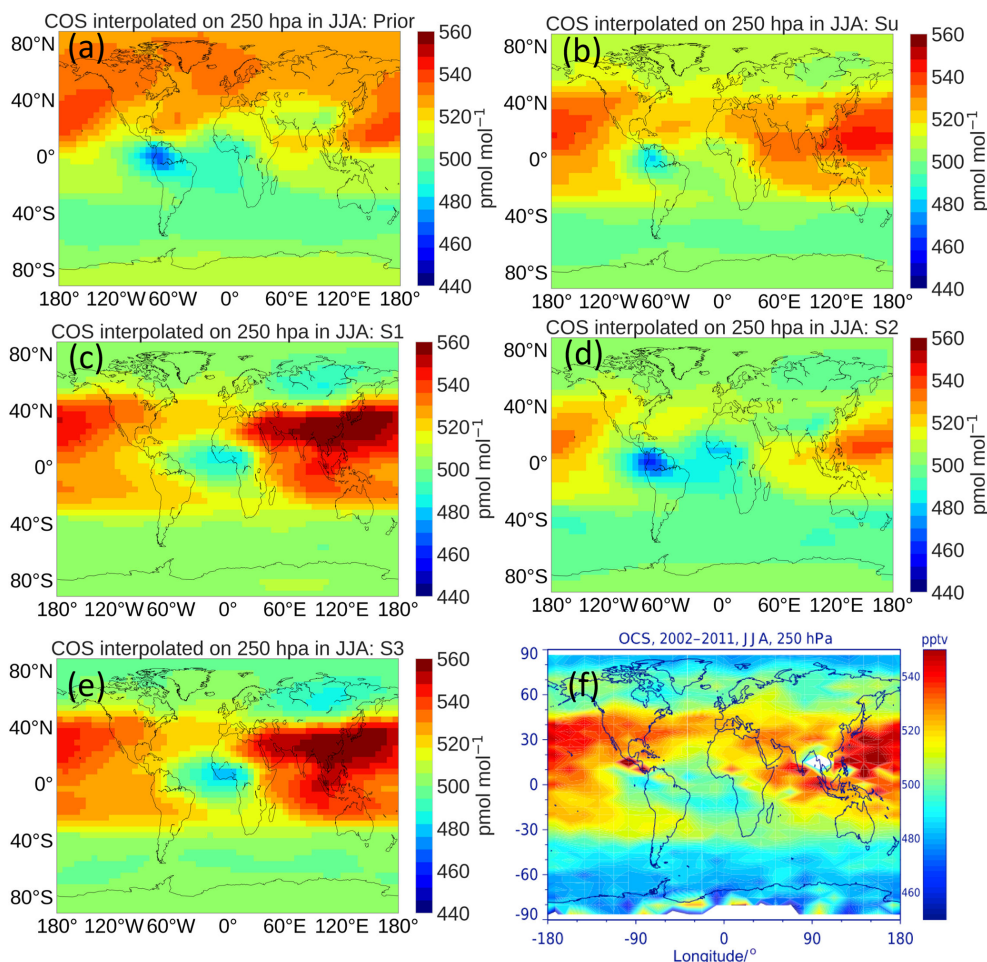 COS interpolated on 250 hpa in JJA: Prior
(a)
80°N
40°N
0°
40°S
80°S
180° 120°W 60°W 0° 60°E 120°E 180°
560
540
520
500
480
460
440
pmol mol−1
COS interpolated on 250 hpa in JJA: Su
(b)
80°N
40°N
0°
40°S
80°S
180° 120°W 60°W 0° 60°E 120°E 180°
560
540
520
500
480
460
440
pmol mol−1
COS interpolated on 250 hpa in JJA: S1
(c)
80°N
40°N
0°
40°S
80°S
180° 120°W 60°W 0° 60°E 120°E 180°
560
540
520
500
480
460
440
pmol mol−1
COS interpolated on 250 hpa in JJA: S2
(d)
80°N
40°N
0°
40°S
80°S
180° 120°W 60°W 0° 60°E 120°E 180°
560
540
520
500
480
460
440
pmol mol−1
COS interpolated on 250 hpa in JJA: S3
(e)
80°N
40°N
0°
40°S
80°S
180° 120°W 60°W 0° 60°E 120°E 180°
560
540
520
500
480
460
440
pmol mol−1
OCS, 2002–2011, JJA, 250 hPa
pptv
(f)
90
60
30
0
-30
-60
-90
-180 -90 0 90 180
Longitude/°
540
520
500
480
460